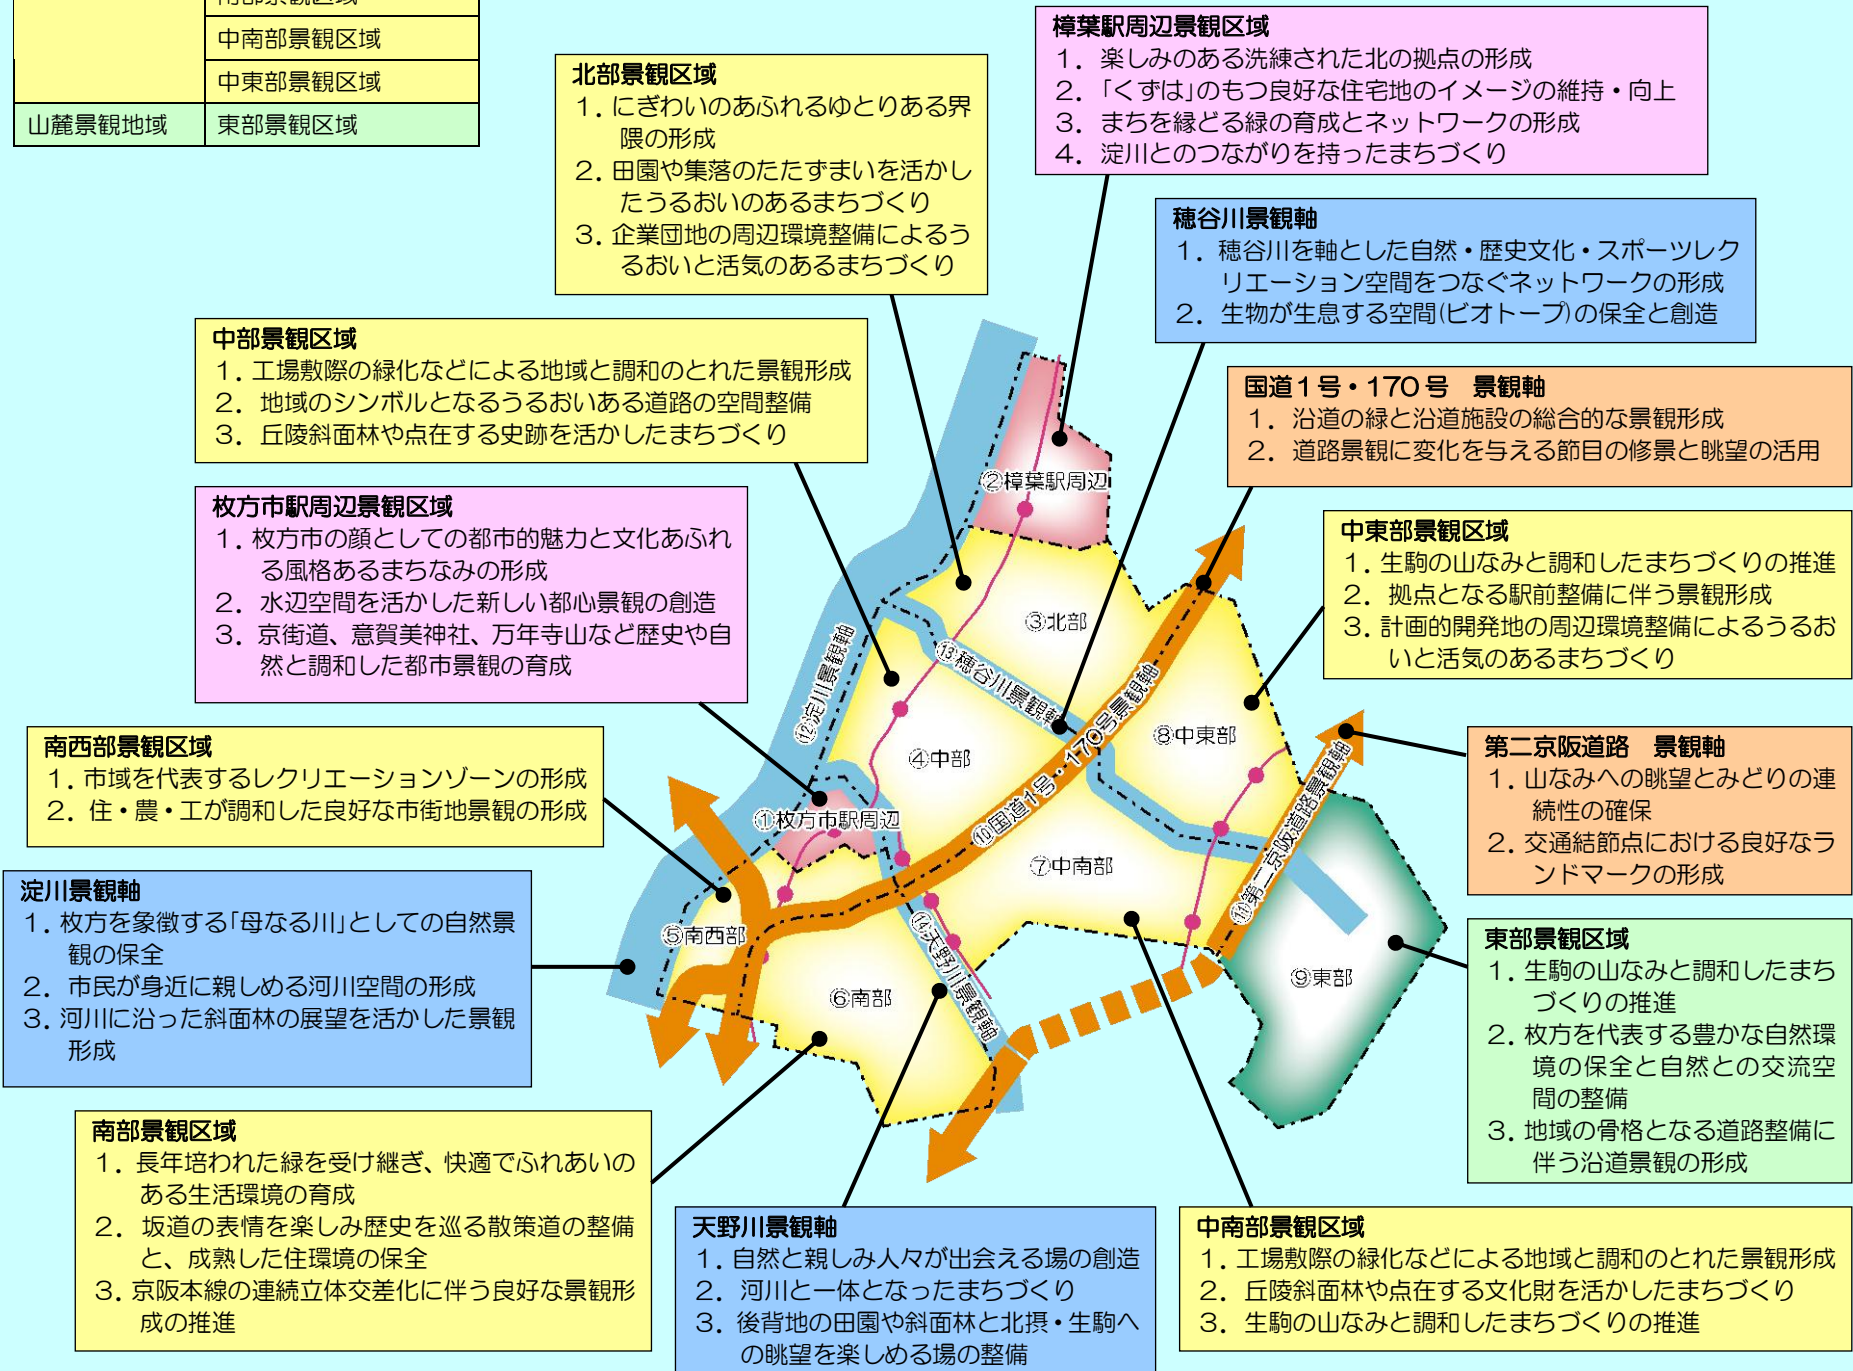 南部景観区域
中南部景観区域
中東部景観区域
山麓景観地域
東部景観区域
樟葉駅周辺景観区域
1. 楽しみのある洗練された北の拠点の形成
2. 「くずは」のもつ良好な住宅地のイメージの維持・向上
3. まちを縁どる緑の育成とネットワークの形成
4. 淀川とのつながりを持ったまちづくり
北部景観区域
1. にぎわいのあふれるゆとりある界
隈の形成
2. 田園や集落のたたずまいを活かし
たうるおいのあるまちづくり
3. 企業団地の周辺環境整備によるう
るおいと活気のあるまちづくり
穂谷川景観軸
1. 穂谷川を軸とした自然・歴史文化・スポーツレク
リエーション空間をつなぐネットワークの形成
2. 生物が生息する空間(ビオトープ)の保全と創造
中部景観区域
1. 工場敷際の緑化などによる地域と調和のとれた景観形成
2. 地域のシンボルとなるうるおいある道路の空間整備
3. 丘陵斜面林や点在する史跡を活かしたまちづくり
国道1号・170号 景観軸
1. 沿道の緑と沿道施設の総合的な景観形成
2. 道路景観に変化を与える節目の修景と眺望の活用
枚方市駅周辺景観区域
1. 枚方市の顔としての都市的魅力と文化あふれ
る風格あるまちなみの形成
2. 水辺空間を活かした新しい都心景観の創造
3. 京街道、意賀美神社、万年寺山など歴史や自
然と調和した都市景観の育成
中東部景観区域
1. 生駒の山なみと調和したまちづくりの推進
2. 拠点となる駅前整備に伴う景観形成
3. 計画的開発地の周辺環境整備によるうるお
いと活気のあるまちづくり
南西部景観区域
1. 市域を代表するレクリエーションゾーンの形成
2. 住・農・工が調和した良好な市街地景観の形成
第二京阪道路 景観軸
1. 山なみへの眺望とみどりの連
続性の確保
2. 交通結節点における良好なラ
ンドマークの形成
淀川景観軸
1. 枚方を象徴する「母なる川」としての自然景
観の保全
2. 市民が身近に親しめる河川空間の形成
3. 河川に沿った斜面林の展望を活かした景観
形成
東部景観区域
1. 生駒の山なみと調和したまち
づくりの推進
2. 枚方を代表する豊かな自然環
境の保全と自然との交流空
間の整備
3. 地域の骨格となる道路整備に
伴う沿道景観の形成
南部景観区域
1. 長年培われた緑を受け継ぎ、快適でふれあいの
ある生活環境の育成
2. 坂道の表情を楽しみ歴史を巡る散策道の整備
と、成熟した住環境の保全
3. 京阪本線の連続立体交差化に伴う良好な景観形
成の推進
天野川景観軸
1. 自然と親しみ人々が出会える場の創造
2. 河川と一体となったまちづくり
3. 後背地の田園や斜面林と北摂・生駒へ
の眺望を楽しめる場の整備
中南部景観区域
1. 工場敷際の緑化などによる地域と調和のとれた景観形成
2. 丘陵斜面林や点在する文化財を活かしたまちづくり
3. 生駒の山なみと調和したまちづくりの推進
②樟葉駅周辺
③北部
⑬穂谷川景観軸
⑫淀川景観軸
④中部
⑧中東部
①枚方市駅周辺
⑩国道1号・170号景観軸
⑦中南部
⑪第二京阪道路景観軸
⑤南西部
⑭天野川景観軸
⑥南部
⑨東部